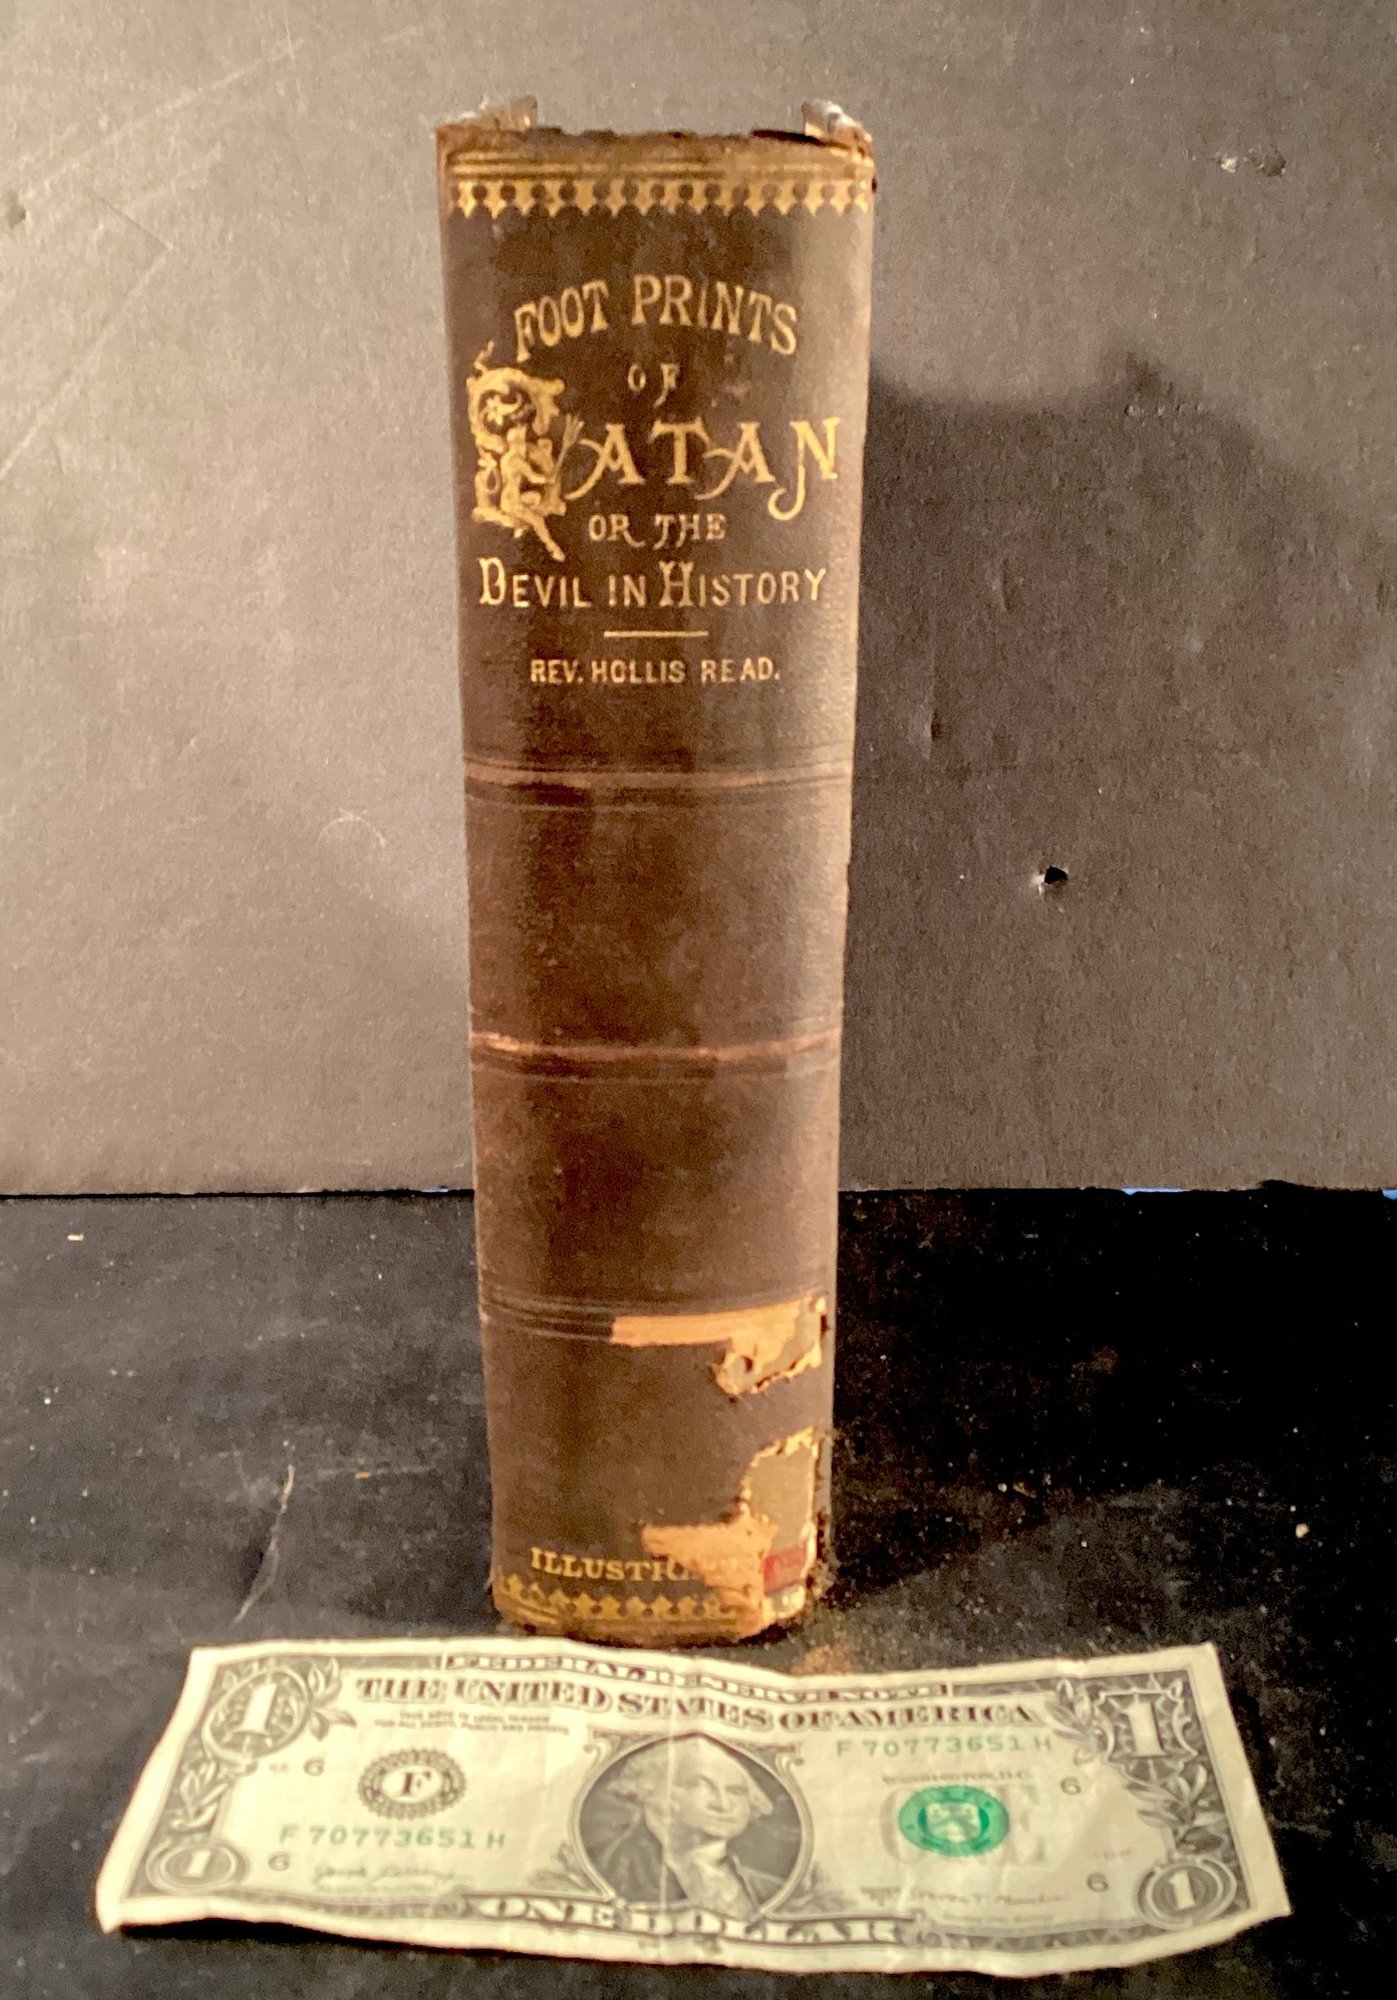 FOOT PRINTS
OF
SATAN
OR THE
DEVIL IN HISTORY
REV. HOLLIS READ.
FEDERAL RESERVE NOTE
THE UNITED STATES OF AMERICA
THIS NOTE IS LEGAL TENDER
FOR ALL DEBTS, PUBLIC AND PRIVATE
F 70773651 H
WASHINGTON, D.C.
1
1
6
F
6
ONE
F 70773651 H
6
6
1
1
ONE DOLLAR